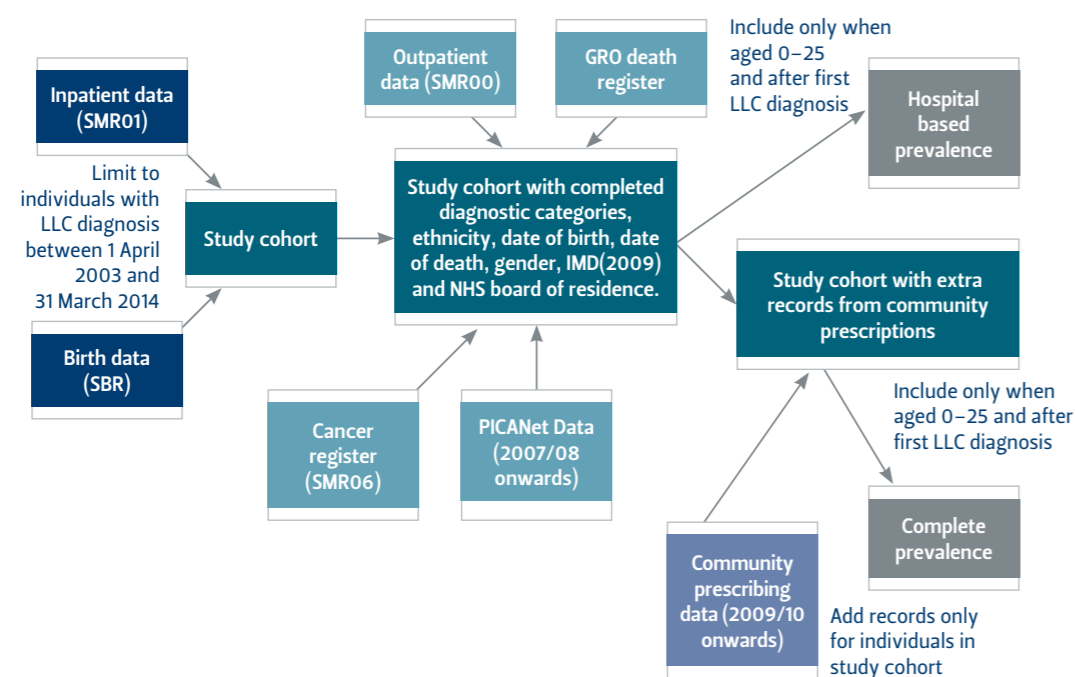 Inpatient data
(SMR01)
Limit to
individuals with
LLC diagnosis
between 1 April
2003 and
31 March 2014
Birth data
(SBR)
Study cohort
Outpatient
data (SMR00)
GRO death
register
Study cohort with completed
diagnostic categories,
ethnicity, date of birth, date
of death, gender, IMD(2009)
and NHS board of residence.
Cancer
register
(SMR06)
PICANet Data
(2007/08
onwards)
Include only when
aged 0–25
and after first
LLC diagnosis
Hospital
based
prevalence
Study cohort with extra
records from community
prescriptions
Include only when
aged 0–25 and after
first LLC diagnosis
Complete
prevalence
Community
prescribing
data (2009/10
onwards)
Add records only
for individuals in
study cohort